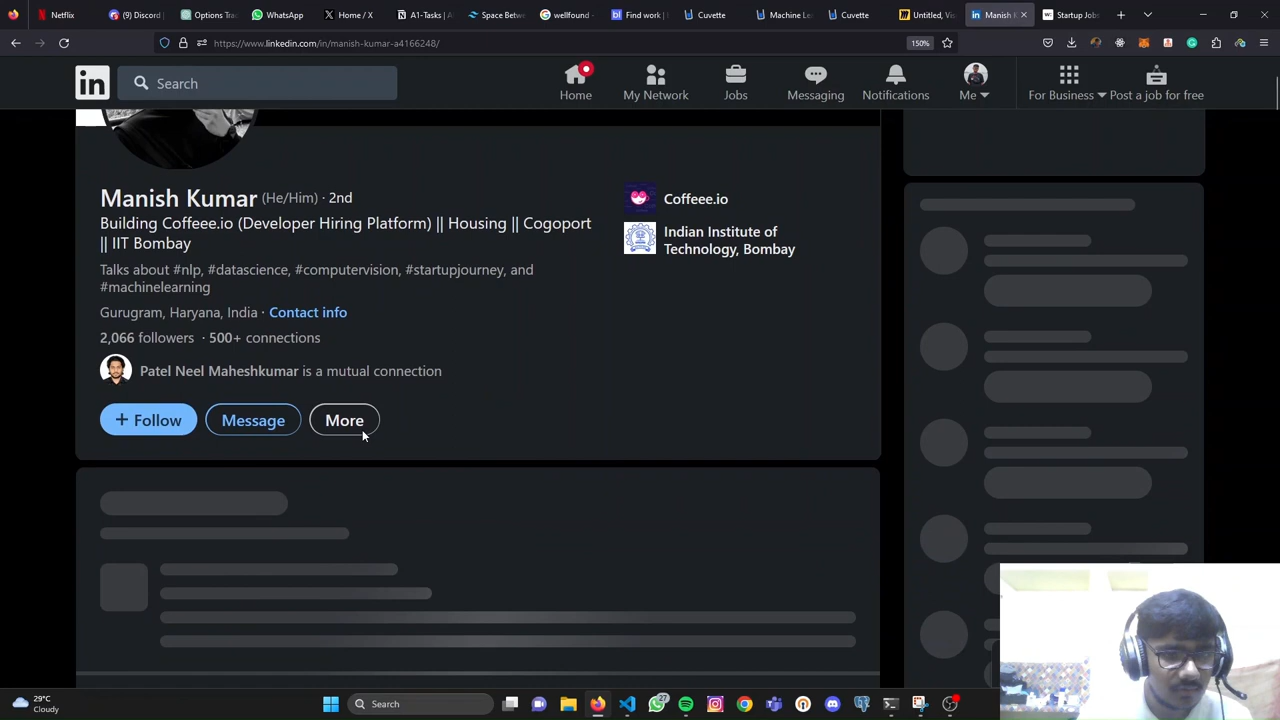 Netflix
(9) Discord |
Options Tra
WhatsApp
Home / X
A1-Tasks |
Space Betw
wellfound -
Find work |
Cuvette
Machine Le
Cuvette
Untitled, Vis
Manish K
Startup Jobs
https://www.linkedin.com/in/manish-kumar-a4166248/
150%
in
Search
Home
My Network
Jobs
Messaging
Notifications
Me
For Business
Post a job for free
Manish Kumar (He/Him) · 2nd
Building Coffeee.io (Developer Hiring Platform) || Housing || Cogoport
|| IIT Bombay
Talks about #nlp, #datascience, #computervision, #startupjourney, and
#machinelearning
Gurugram, Haryana, India · Contact info
2,066 followers · 500+ connections
Patel Neel Maheshkumar is a mutual connection
+ Follow
Message
More
Coffeee.io
Indian Institute of
Technology, Bombay
29°C
Cloudy
Search
27